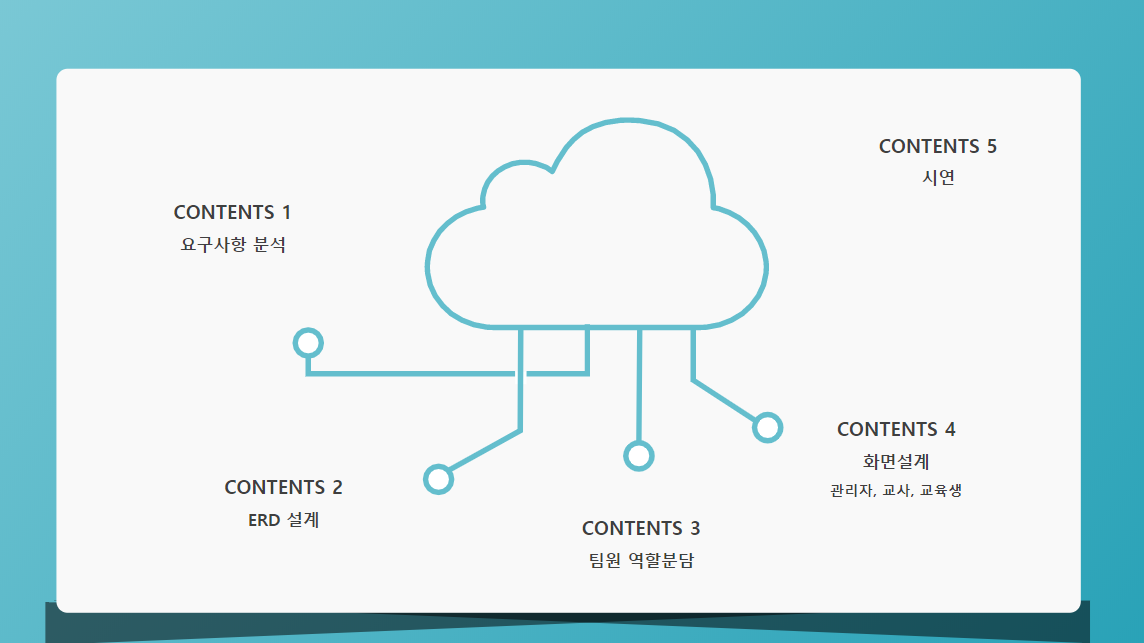 CONTENTS 1
요구사항 분석
CONTENTS 2
ERD 설계
CONTENTS 3
팀원 역할분담
CONTENTS 4
화면설계
관리자, 교사, 교육생
CONTENTS 5
시연